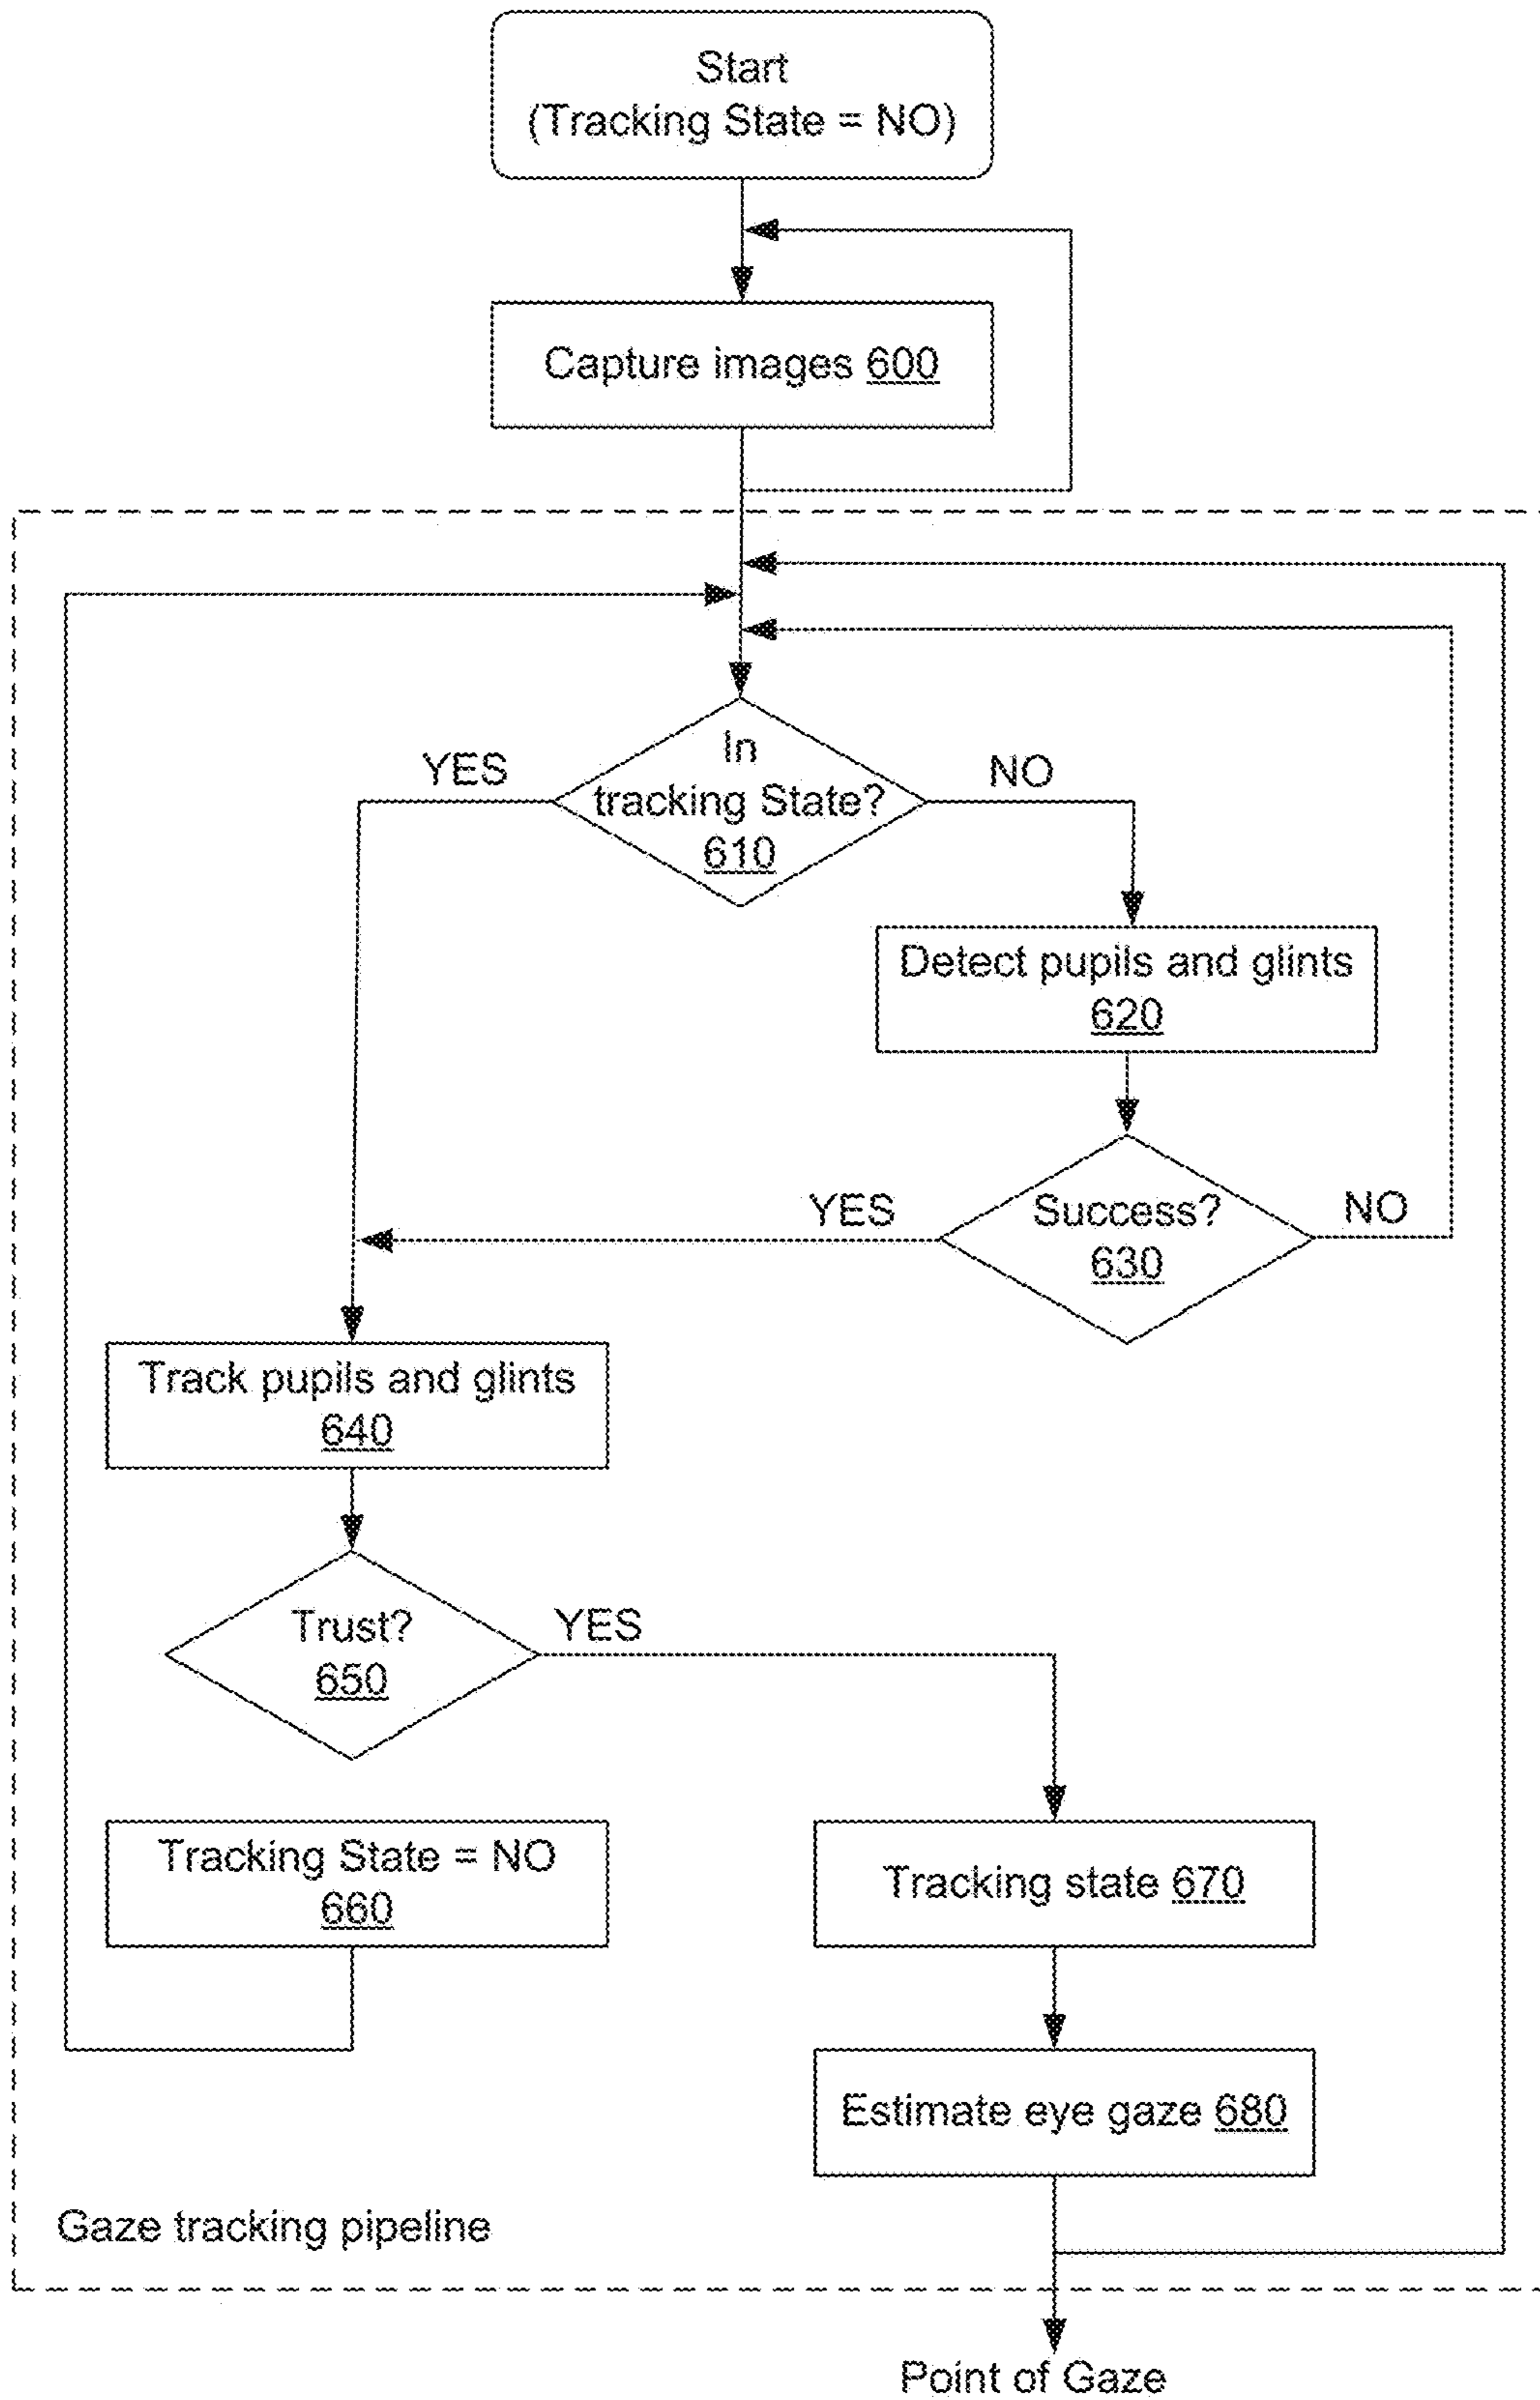 Start
(Tracking State = NO)
Capture images 600
In
tracking State?
610
YES
NO
Detect pupils and glints
620
Success?
630
YES
NO
Track pupils and glints
640
Trust?
650
YES
Tracking State = NO
660
Tracking state 670
Estimate eye gaze 680
Gaze tracking pipeline
Point of Gaze